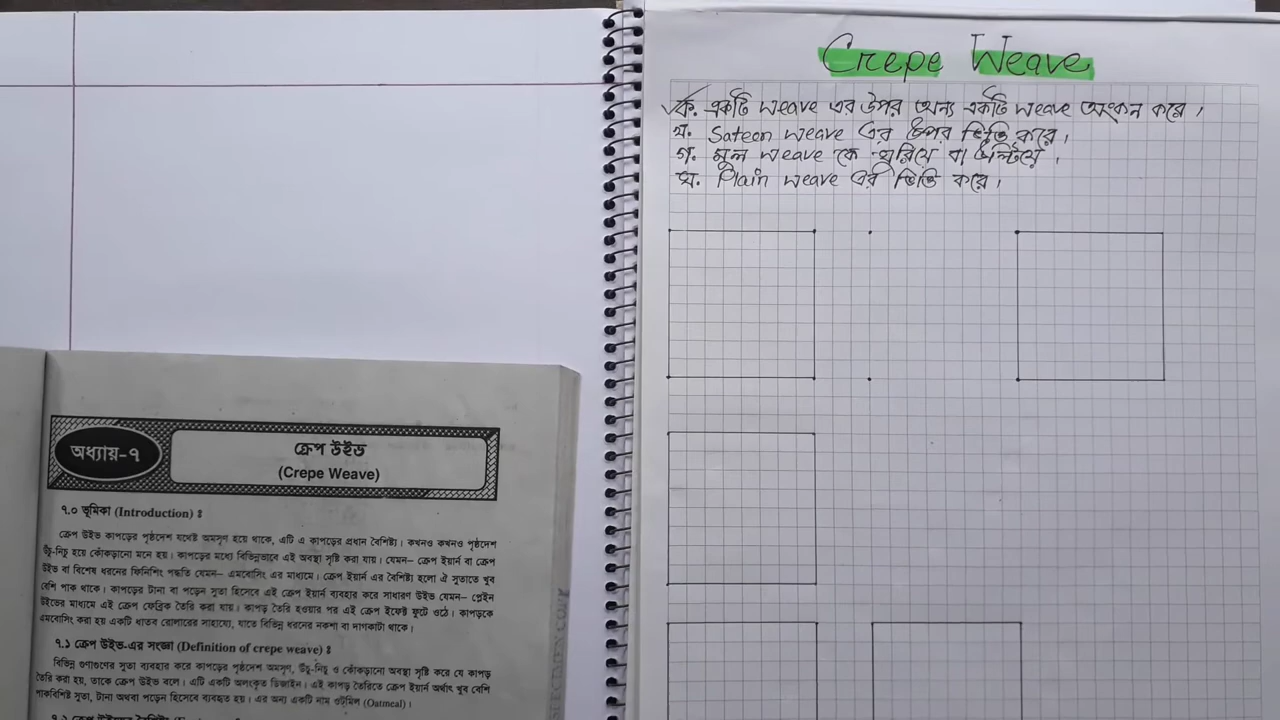 Crepe Weave
ক. একটি weave এর উপর অন্য একটি weave অংকন করে।
খ. Sateen weave এর উপর ভিত্তি করে।
গ. মূল weave কে ঘুরিয়ে বা উল্টিয়ে।
ঘ. Plain weave এর ভিত্তি করে।
অধ্যায়-৭
ক্রেপ উইভ
(Crepe Weave)
৭.০ ভূমিকা (Introduction) ঃ
ক্রেপ উইভ কাপড়ের পৃষ্ঠদেশ যথেষ্ট অমসৃণ হয়ে থাকে, এটি এ কাপড়ের প্রধান বৈশিষ্ট্য। কখনও কখনও পৃষ্ঠদেশ
উঁচু-নিচু হয়ে কোঁকড়ানো মনে হয়। কাপড়ের মধ্যে বিভিন্নভাবে এই অবস্থা সৃষ্টি করা যায়। যেমন– ক্রেপ ইয়ার্ন বা ক্রেপ
উইভ বা বিশেষ ধরনের ফিনিশিং পদ্ধতি যেমন– এমবোসিং এর মাধ্যমে। ক্রেপ ইয়ার্ন এর বৈশিষ্ট্য হলো ঐ সুতাতে খুব
বেশি পাক থাকে। কাপড়ের টানা বা পড়েন সুতা হিসেবে এই ক্রেপ ইয়ার্ন ব্যবহার করে সাধারণ উইভ যেমন– প্লেইন
উইভের মাধ্যমে এই ক্রেপ ফেব্রিক তৈরি করা যায়। কাপড় তৈরি হওয়ার পর এই ক্রেপ ইফেক্ট ফুটে ওঠে। কাপড়কে
এমবোসিং করা হয় একটি ধাতব রোলারের সাহায্যে, যাতে বিভিন্ন ধরনের নকশা বা দাগকাটা থাকে।
৭.১ ক্রেপ উইভ-এর সংজ্ঞা (Definition of crepe weave) ঃ
বিভিন্ন গুণাগুণের সুতা ব্যবহার করে কাপড়ের পৃষ্ঠদেশ অমসৃণ, উঁচু-নিচু ও কোঁকড়ানো অবস্থা সৃষ্টি করে যে কাপড়
তৈরি করা হয়, তাকে ক্রেপ উইভ বলে। এটি একটি অলংকৃত ডিজাইন। এই কাপড় তৈরিতে ক্রেপ ইয়ার্ন অর্থাৎ খুব বেশি
পাকবিশিষ্ট সুতা, টানা অথবা পড়েন হিসেবে ব্যবহৃত হয়। এর অন্য একটি নাম ওটমিল (Oatmeal)।